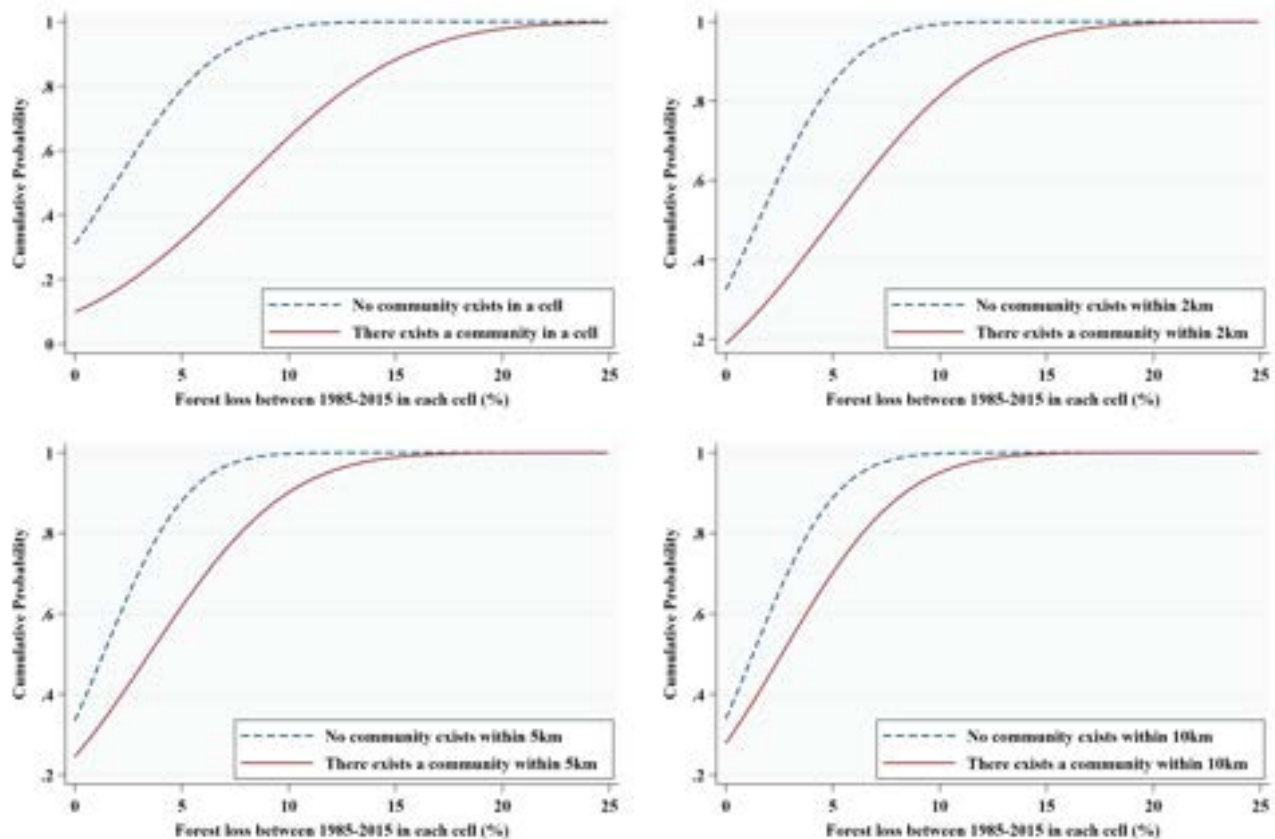 Cumulative Probability
1
.8
.6
.4
.2
0
No community exists in a cell
There exists a community in a cell
0 5 10 15 20 25
Forest loss between 1985-2015 in each cell (%)
Cumulative Probability
1
.8
.6
.4
.2
No community exists within 2km
There exists a community within 2km
0 5 10 15 20 25
Forest loss between 1985-2015 in each cell (%)
Cumulative Probability
1
.8
.6
.4
.2
No community exists within 5km
There exists a community within 5km
0 5 10 15 20 25
Forest loss between 1985-2015 in each cell (%)
Cumulative Probability
1
.8
.6
.4
.2
No community exists within 10km
There exists a community within 10km
0 5 10 15 20 25
Forest loss between 1985-2015 in each cell (%)